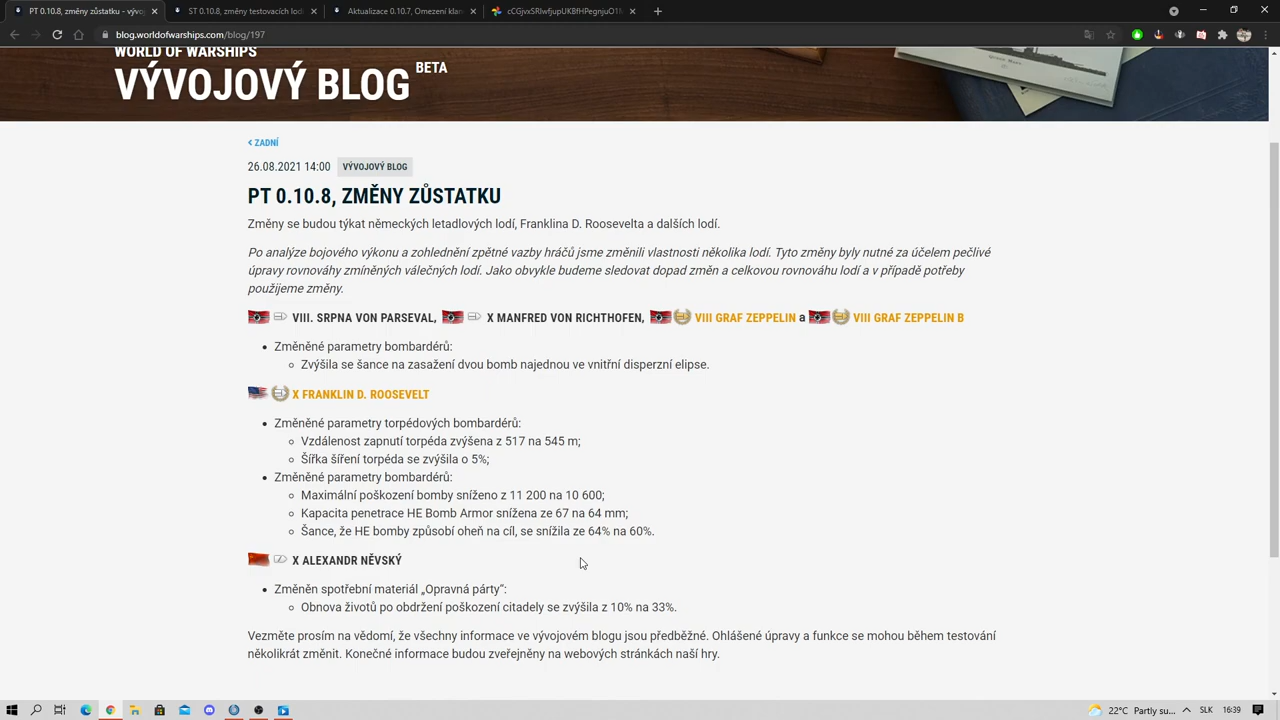 PT 0.10.8, změny zůstatku - vývoj
ST 0.10.8, změny v obchodních lo
Aktualizace 0.10.7, Omezení klam
cCGjvxSRlwfjupUKBfHPegnjuO1
blog.worldofwarships.com/blog/197
WORLD OF WARSHIPS
VÝVOJOVÝ BLOG BETA
ZADNÍ
26.08.2021 14:00 VÝVOJOVÝ BLOG
PT 0.10.8, ZMĚNY ZŮSTATKU
Změny se budou týkat německých letadlových lodí, Franklina D. Roosevelta a dalších lodí.
Po analýze bojového výkonu a zohlednění zpětné vazby hráčů jsme změnili vlastnosti několika lodí. Tyto změny byly nutné za účelem pečlivé
úpravy rovnováhy zmíněných válečných lodí. Jako obvykle budeme sledovat dopad změn a celkovou rovnováhu lodí a v případě potřeby
použijeme změny.
VIII. SRPNA VON PARSEVAL, X MANFRED VON RICHTHOFEN, VIII GRAF ZEPPELIN a VIII GRAF ZEPPELIN B
Změněné parametry bombardérů:
Zvýšila se šance na zasažení dvou bomb najednou ve vnitřní disperzní elipse.
X FRANKLIN D. ROOSEVELT
Změněné parametry torpédových bombardérů:
Vzdálenost zapnutí torpéda zvýšena z 517 na 545 m;
Šířka šíření torpéda se zvýšila o 5%;
Změněné parametry bombardérů:
Maximální poškození bomby sníženo z 11 200 na 10 600;
Kapacita penetrace HE Bomb Armor snížena ze 67 na 64 mm;
Šance, že HE bomby způsobí oheň na cíl, se snížila ze 64% na 60%.
X ALEXANDR NĚVSKÝ
Změněn spotřební materiál „Opravná párty“:
Obnova životů po obdržení poškození citadely se zvýšila z 10% na 33%.
Vezměte prosím na vědomí, že všechny informace ve vývojovém blogu jsou předběžné. Ohlášené úpravy a funkce se mohou během testování
několikrát změnit. Konečné informace budou zveřejněny na webových stránkách naší hry.
22°C Partly su... SLK 16:39